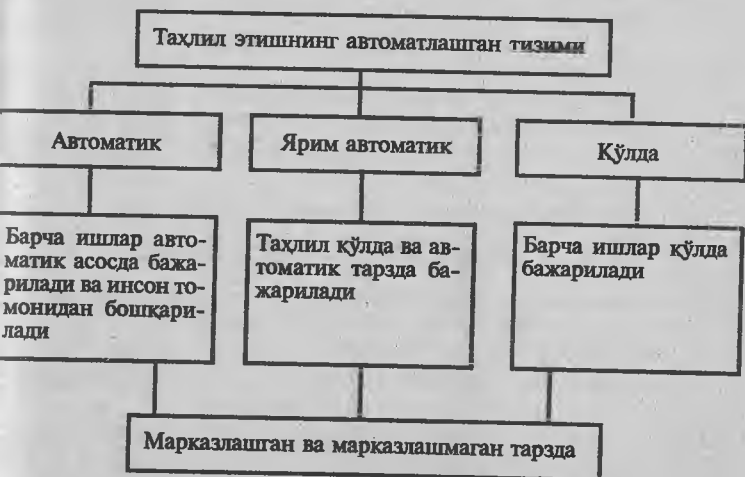 Таҳлил этишнинг автоматлашган тизими
Автоматик
Ярим автоматик
Қўлда
Барча ишлар авто-
матик асосда бажа-
рилади ва инсон то-
монидан бошқари-
лади
Таҳлил қўлда ва ав-
томатик тарзда ба-
жарилади
Барча ишлар қўлда
бажарилади
Марказлашган ва марказлашмаган тарзда